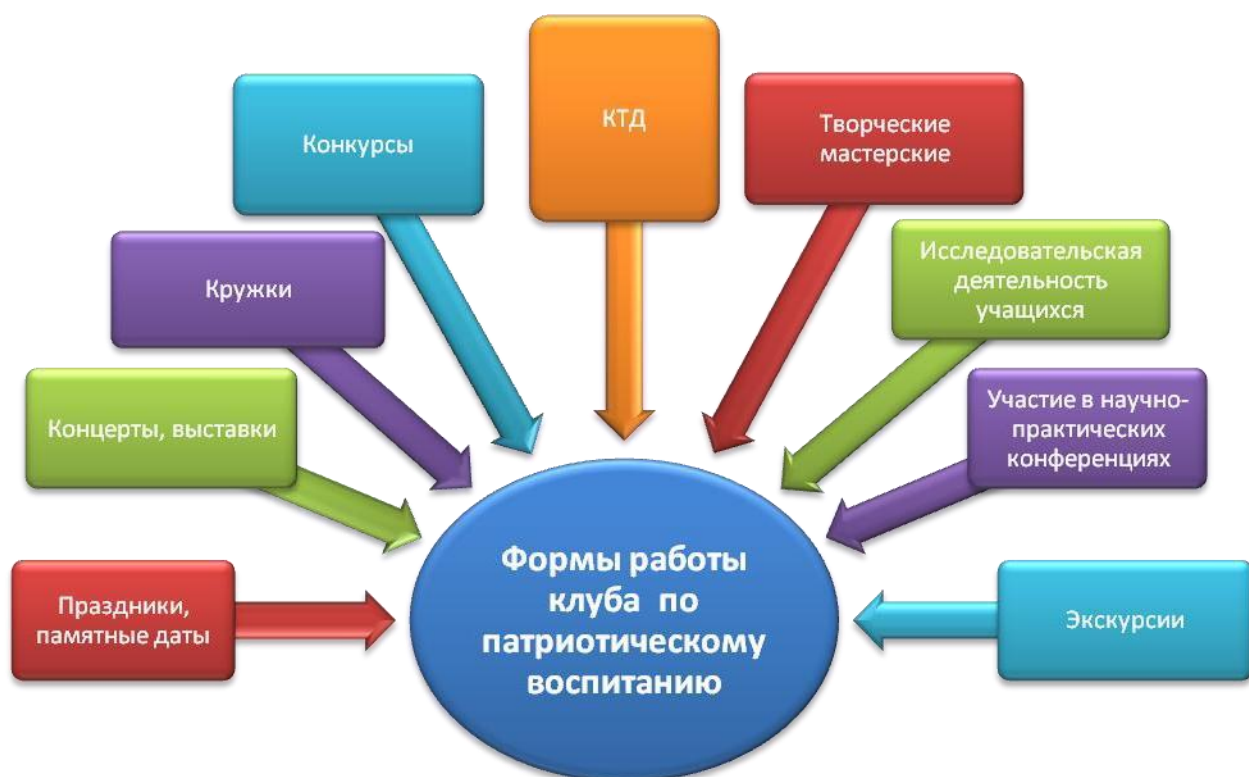 КТД
Конкурсы
Творческие
мастерские
Кружки
Исследовательская
деятельность
учащихся
Концерты, выставки
Участие в научно-
практических
конференциях
Праздники,
памятные даты
Экскурсии
Формы работы
клуба по
патриотическому
воспитанию